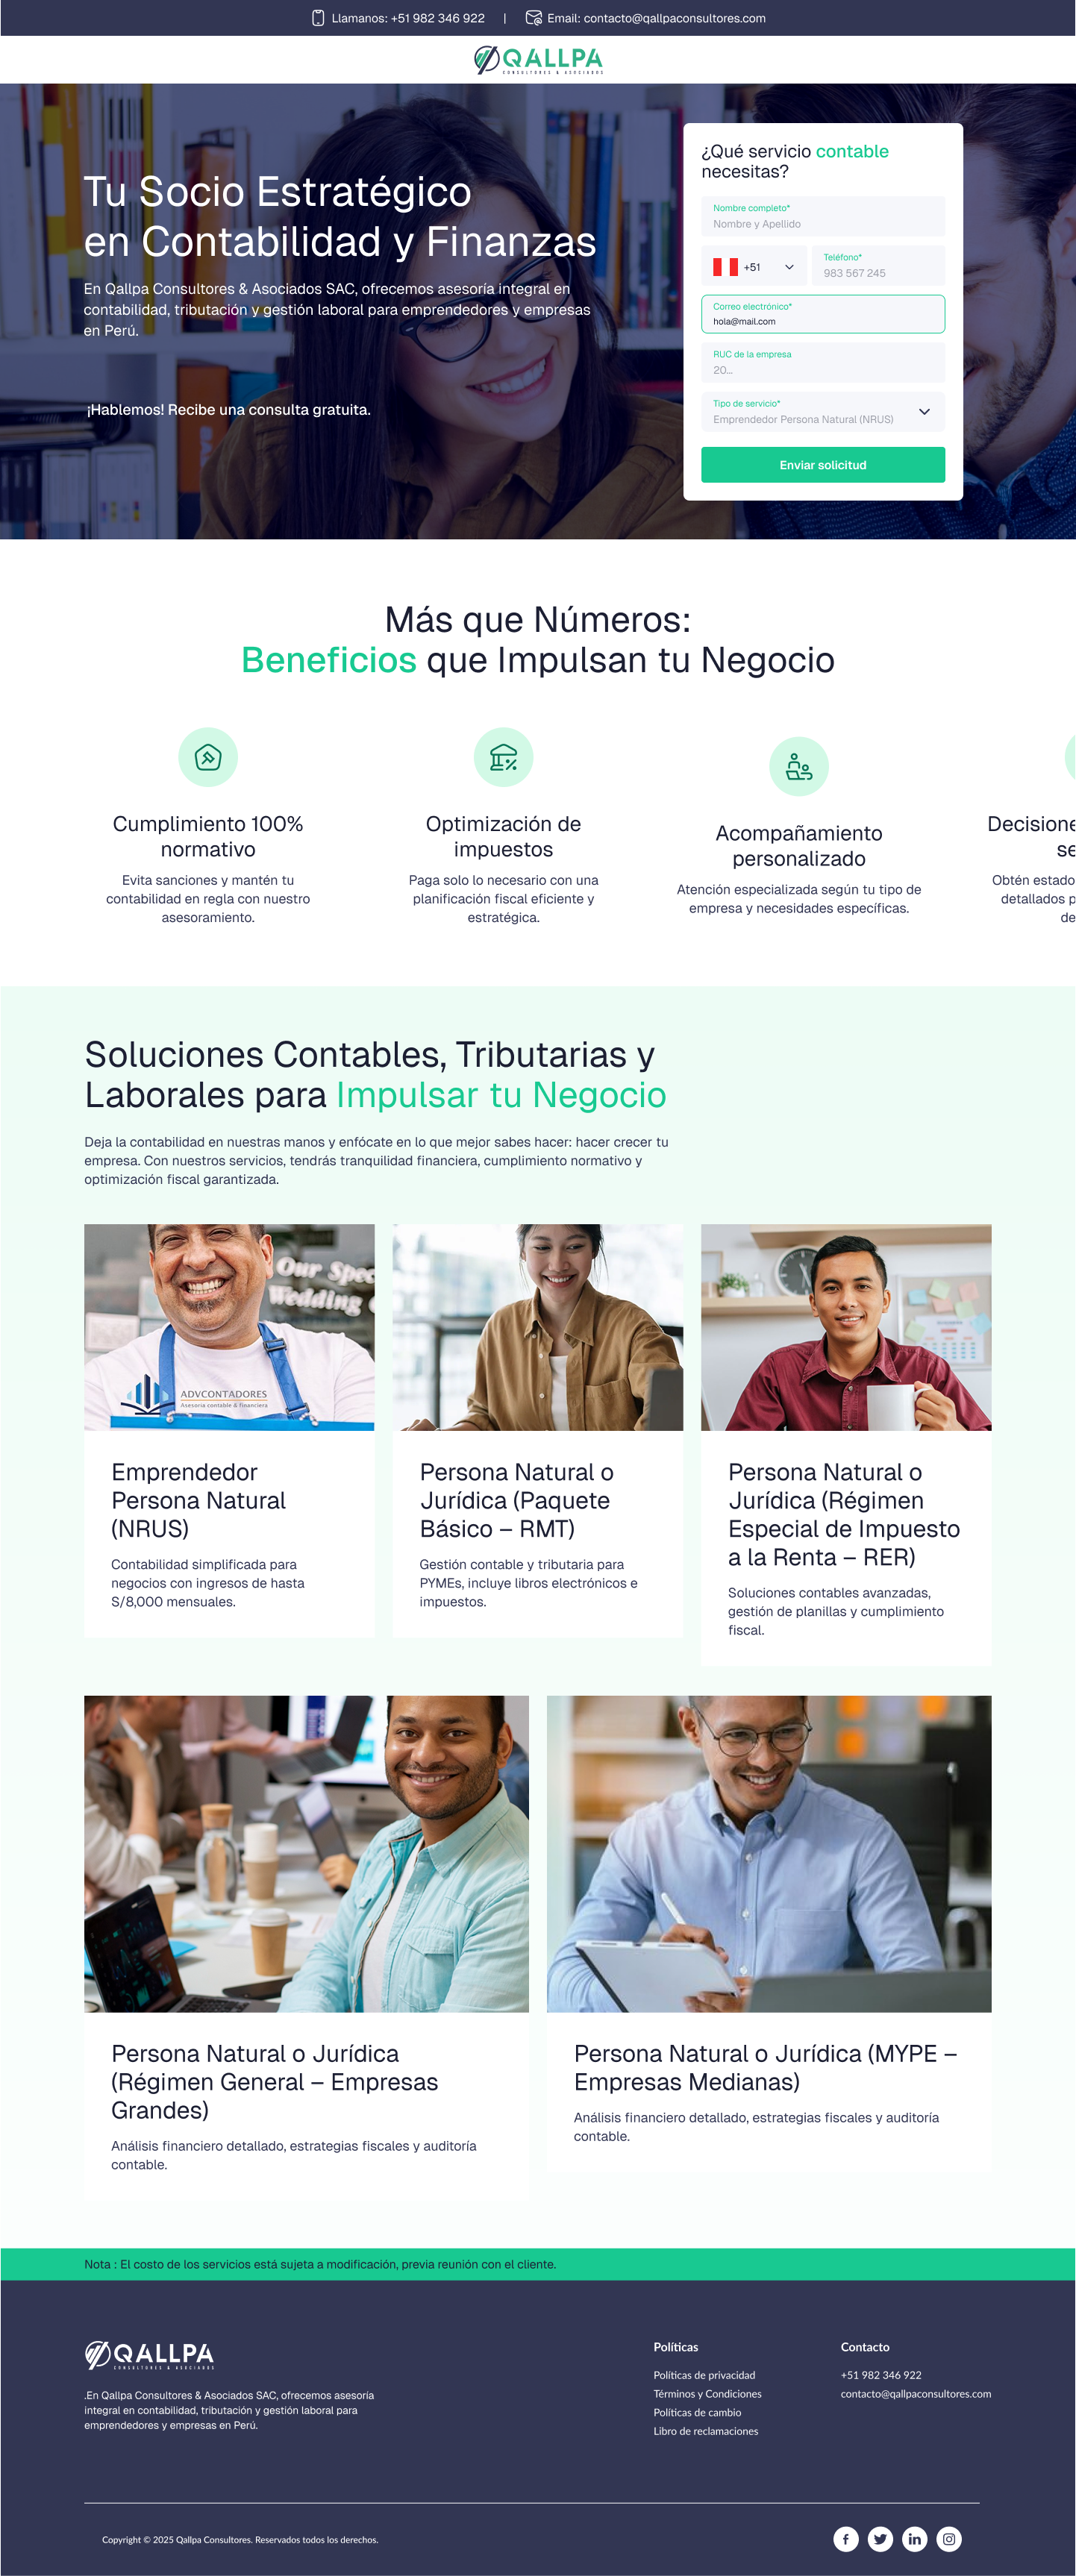 Llamanos: +51 982 346 922 | Email: contacto@qallpaconsultores.com
QALLPA
CONSULTORES & ASOCIADOS
Tu Socio Estratégico
en Contabilidad y Finanzas
En Qallpa Consultores & Asociados SAC, ofrecemos asesoría integral en
contabilidad, tributación y gestión laboral para emprendedores y empresas
en Perú.
¡Hablemos! Recibe una consulta gratuita.
¿Qué servicio contable
necesitas?
Nombre completo*
Nombre y Apellido
+51
Teléfono*
983 567 245
Correo electrónico*
hola@mail.com
RUC de la empresa
20...
Tipo de servicio*
Emprendedor Persona Natural (NRUS)
Enviar solicitud
Más que Números:
Beneficios que Impulsan tu Negocio
Cumplimiento 100%
normativo
Evita sanciones y mantén tu
contabilidad en regla con nuestro
asesoramiento.
Optimización de
impuestos
Paga solo lo necesario con una
planificación fiscal eficiente y
estratégica.
Acompañamiento
personalizado
Atención especializada según tu tipo de
empresa y necesidades específicas.
Decisione
se
Obtén estado
detallados p
de
Soluciones Contables, Tributarias y
Laborales para Impulsar tu Negocio
Deja la contabilidad en nuestras manos y enfócate en lo que mejor sabes hacer: hacer crecer tu
empresa. Con nuestros servicios, tendrás tranquilidad financiera, cumplimiento normativo y
optimización fiscal garantizada.
Our Spec
Wedding
ADVCONTADORES
Asesoría contable & financiera
Emprendedor
Persona Natural
(NRUS)
Contabilidad simplificada para
negocios con ingresos de hasta
S/8,000 mensuales.
Persona Natural o
Jurídica (Paquete
Básico – RMT)
Gestión contable y tributaria para
PYMEs, incluye libros electrónicos e
impuestos.
Persona Natural o
Jurídica (Régimen
Especial de Impuesto
a la Renta – RER)
Soluciones contables avanzadas,
gestión de planillas y cumplimiento
fiscal.
Persona Natural o Jurídica
(Régimen General – Empresas
Grandes)
Análisis financiero detallado, estrategias fiscales y auditoría
contable.
Persona Natural o Jurídica (MYPE –
Empresas Medianas)
Análisis financiero detallado, estrategias fiscales y auditoría
contable.
Nota : El costo de los servicios está sujeta a modificación, previa reunión con el cliente.
QALLPA
CONSULTORES & ASOCIADOS
.En Qallpa Consultores & Asociados SAC, ofrecemos asesoría
integral en contabilidad, tributación y gestión laboral para
emprendedores y empresas en Perú.
Políticas
Políticas de privacidad
Términos y Condiciones
Políticas de cambio
Libro de reclamaciones
Contacto
+51 982 346 922
contacto@qallpaconsultores.com
Copyright © 2025 Qallpa Consultores. Reservados todos los derechos.